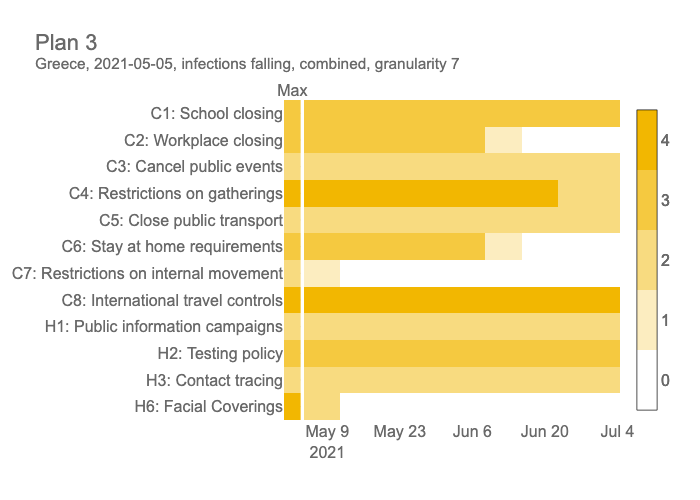 Plan 3
Greece, 2021-05-05, infections falling, combined, granularity 7
Max
C1: School closing
C2: Workplace closing
C3: Cancel public events
C4: Restrictions on gatherings
C5: Close public transport
C6: Stay at home requirements
C7: Restrictions on internal movement
C8: International travel controls
H1: Public information campaigns
H2: Testing policy
H3: Contact tracing
H6: Facial Coverings
4
3
2
1
0
May 9 May 23 Jun 6 Jun 20 Jul 4
2021